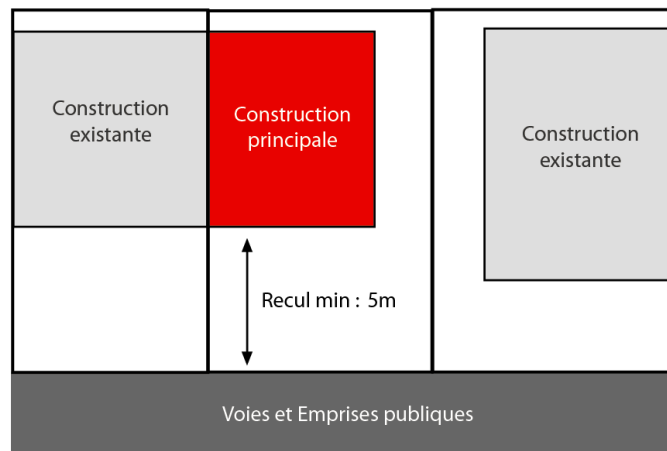 Construction
existante
Construction
principale
Construction
existante
Recul min : 5m
Voies et Emprises publiques